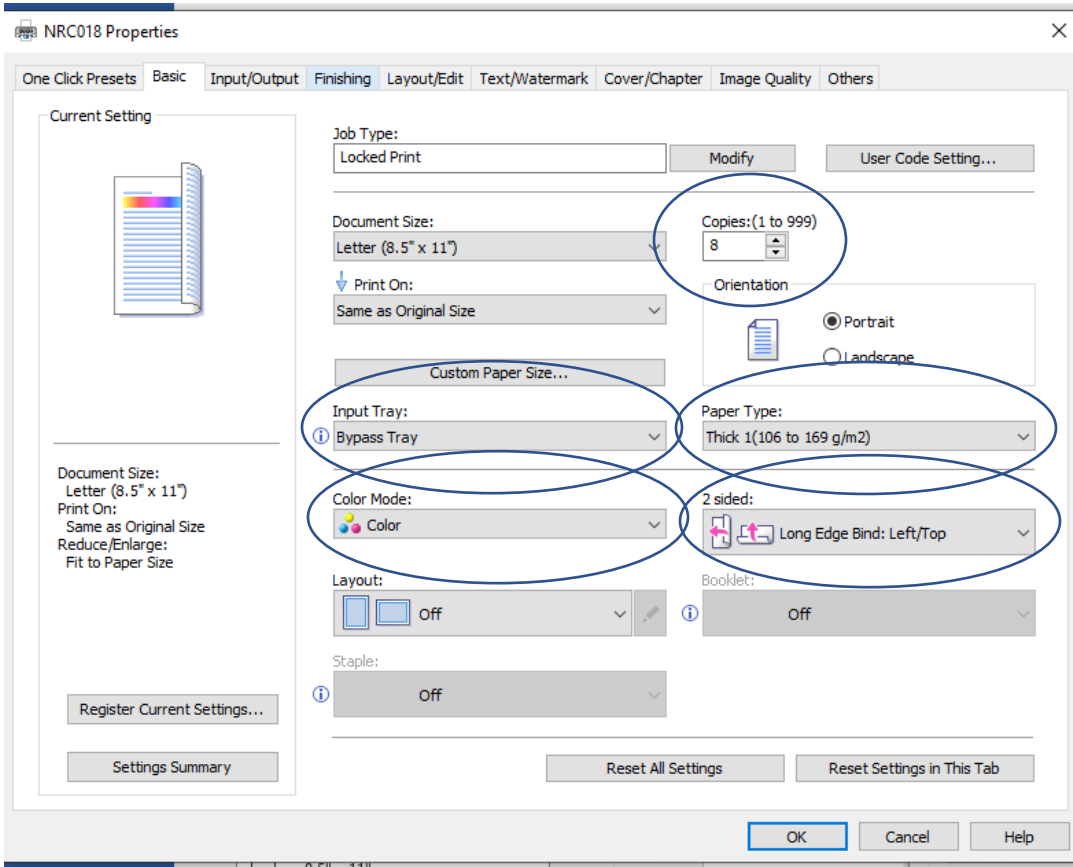 NRC018 Properties
One Click Presets Basic Input/Output Finishing Layout/Edit Text/Watermark Cover/Chapter Image Quality Others
Current Setting
Job Type:
Locked Print
Modify
User Code Setting...
Document Size:
Letter (8.5" x 11")
Copies:(1 to 999)
8
Print On:
Same as Original Size
Orientation
Portrait
Landscape
Custom Paper Size...
Input Tray:
Bypass Tray
Paper Type:
Thick 1(106 to 169 g/m2)
Document Size:
Letter (8.5" x 11")
Print On:
Same as Original Size
Reduce/Enlarge:
Fit to Paper Size
Color Mode:
Color
2 sided:
Long Edge Bind: Left/Top
Layout:
Off
Booklet:
Off
Staple:
Off
Register Current Settings...
Settings Summary
Reset All Settings
Reset Settings in This Tab
OK
Cancel
Help